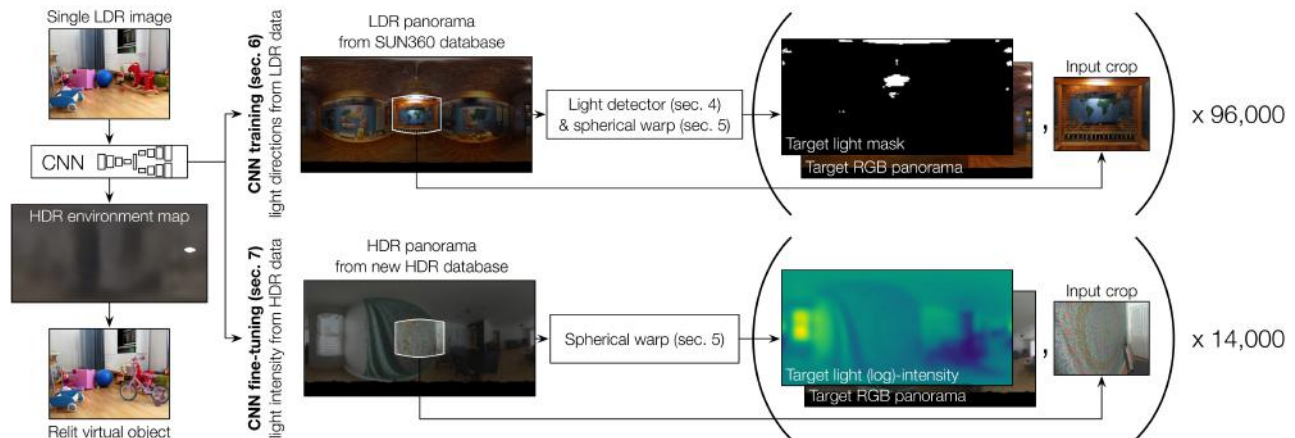 Single LDR image
CNN
HDR environment map
Relit virtual object
CNN training (sec. 6)
light directions from LDR data
LDR panorama
from SUN360 database
Light detector (sec. 4)
& spherical warp (sec. 5)
Target light mask
Target RGB panorama
,
Input crop
x 96,000
CNN fine-tuning (sec. 7)
light intensity from HDR data
HDR panorama
from new HDR database
Spherical warp (sec. 5)
Target light (log)-intensity
Target RGB panorama
,
Input crop
x 14,000